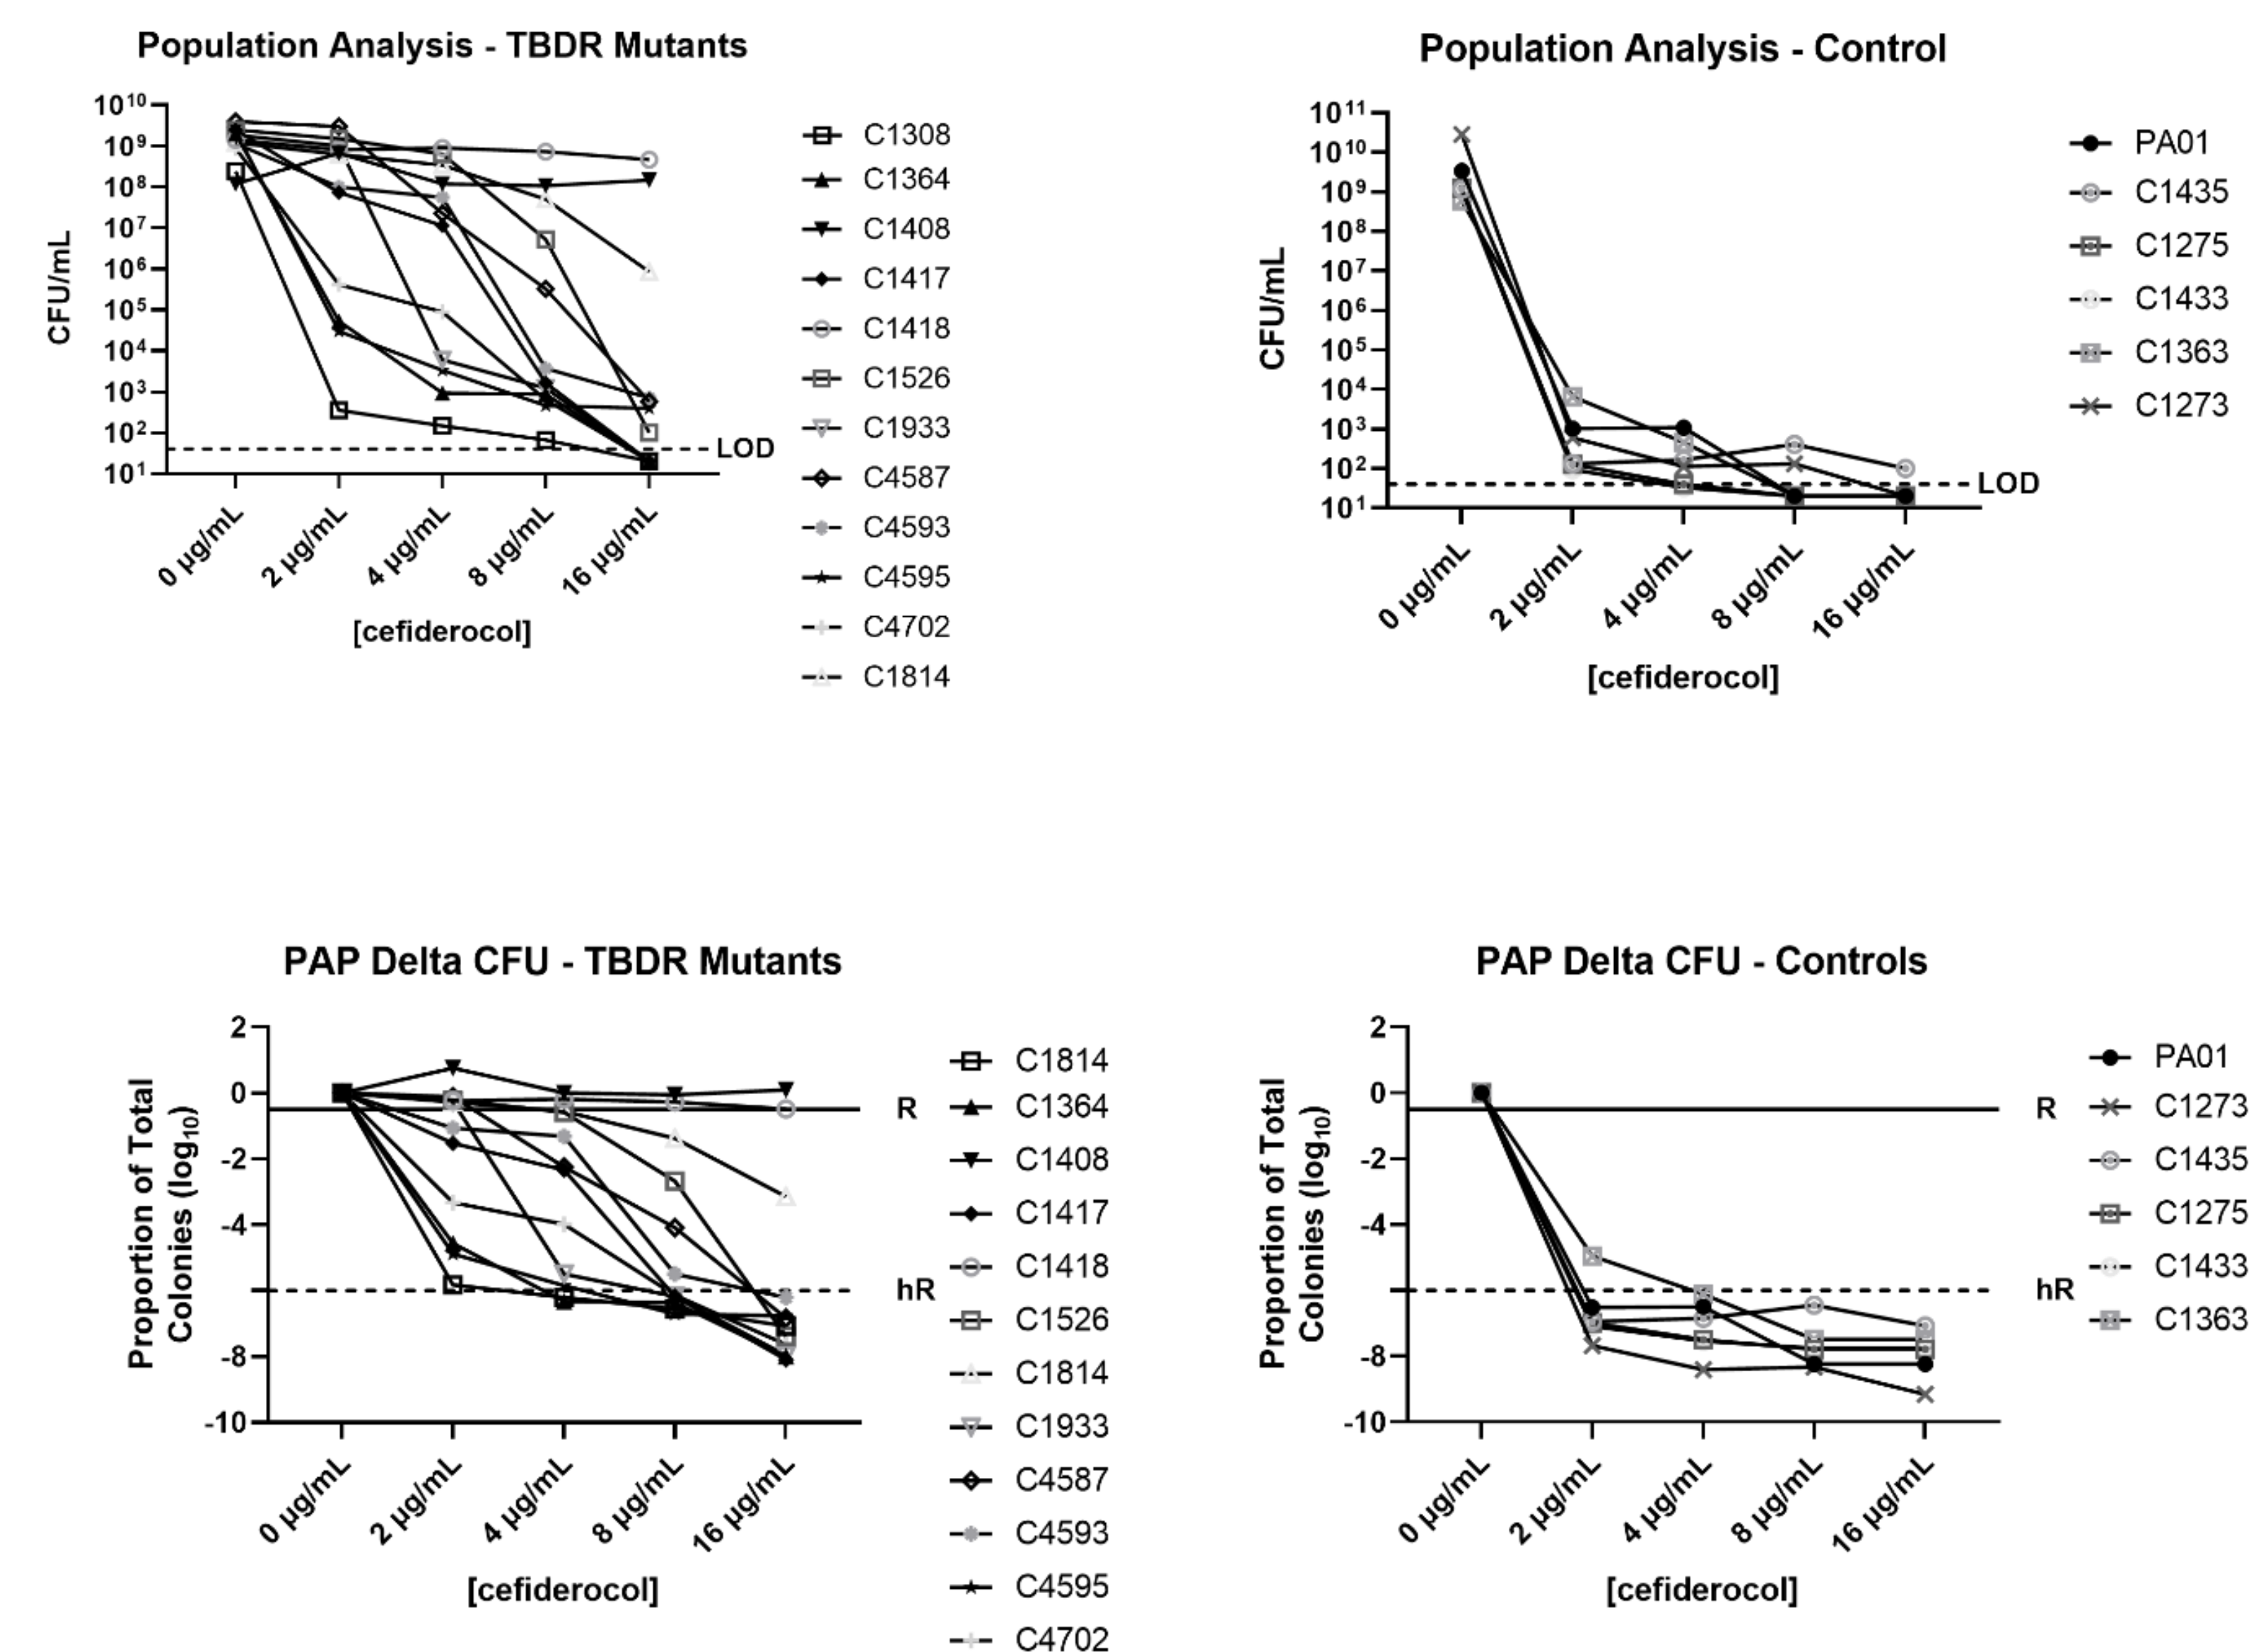 Population Analysis - TBDR Mutants
CFU/mL
10¹⁰
10⁹
10⁸
10⁷
10⁶
10⁵
10⁴
10³
10²
10¹
LOD
0 µg/mL
2 µg/mL
4 µg/mL
8 µg/mL
16 µg/mL
[cefiderocol]
C1308
C1364
C1408
C1417
C1418
C1526
C1933
C4587
C4593
C4595
C4702
C1814
Population Analysis - Control
CFU/mL
10¹¹
10¹⁰
10⁹
10⁸
10⁷
10⁶
10⁵
10⁴
10³
10²
10¹
LOD
0 µg/mL
2 µg/mL
4 µg/mL
8 µg/mL
16 µg/mL
[cefiderocol]
PA01
C1435
C1275
C1433
C1363
C1273
PAP Delta CFU - TBDR Mutants
Proportion of Total
Colonies (log₁₀)
2
0
-2
-4
-8
-10
R
hR
0 µg/mL
2 µg/mL
4 µg/mL
8 µg/mL
16 µg/mL
[cefiderocol]
C1814
C1364
C1408
C1417
C1418
C1526
C1814
C1933
C4587
C4593
C4595
C4702
PAP Delta CFU - Controls
Proportion of Total
Colonies (log₁₀)
2
0
-2
-4
-8
-10
R
hR
0 µg/mL
2 µg/mL
4 µg/mL
8 µg/mL
16 µg/mL
[cefiderocol]
PA01
C1273
C1435
C1275
C1433
C1363